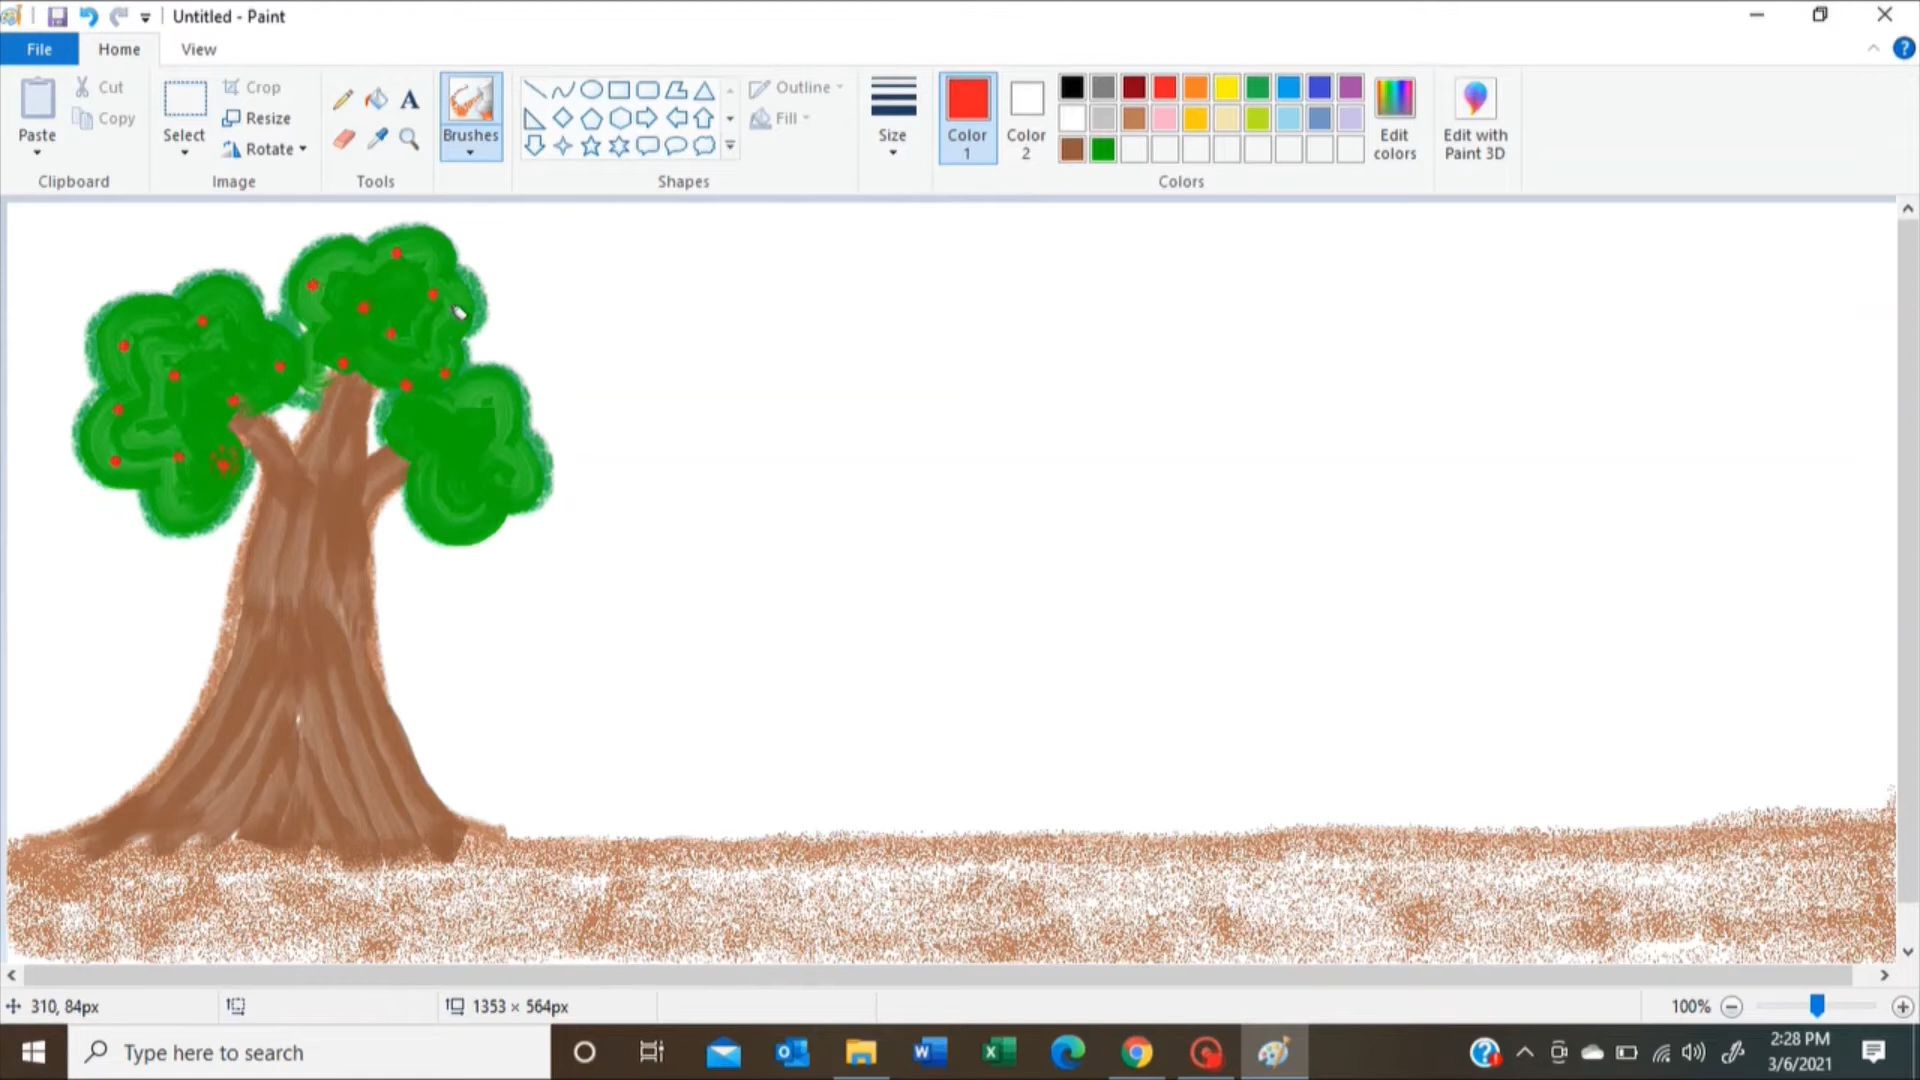 Untitled - Paint
File
Home
View
Paste
Cut
Copy
Clipboard
Select
Crop
Resize
Rotate
Image
Tools
Brushes
Shapes
Outline
Fill
Size
Color
1
Color
2
Colors
Edit
colors
Edit with
Paint 3D
310, 84px
1353 × 564px
100%
Type here to search
2:28 PM
3/6/2021